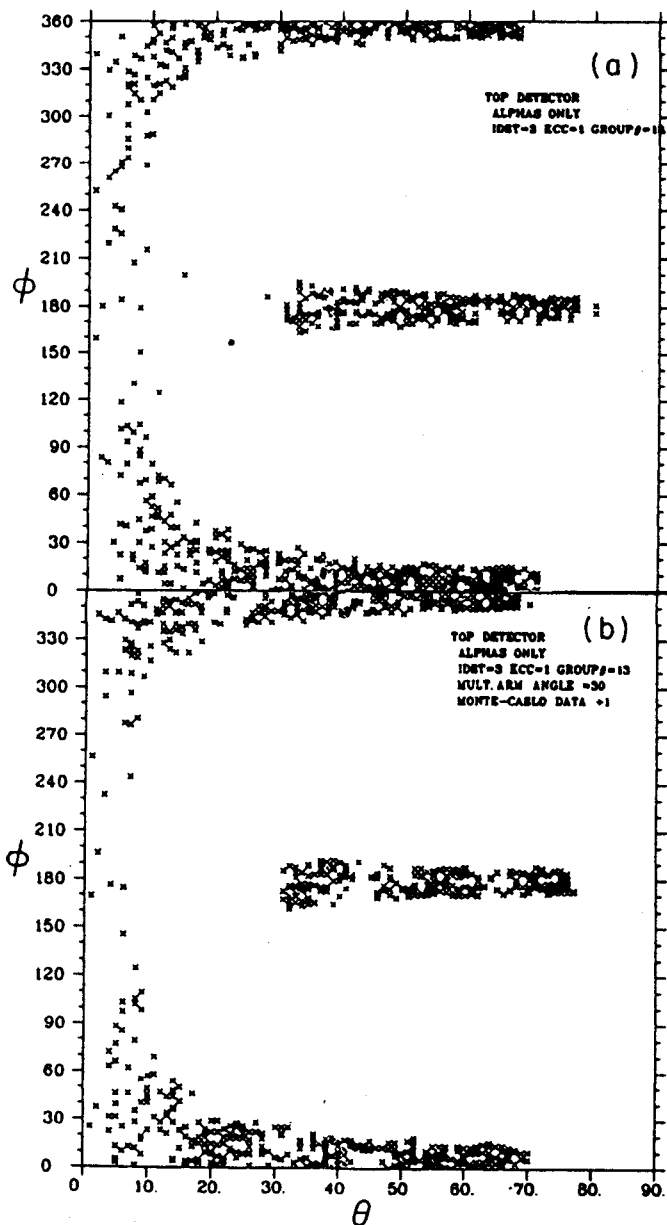 360
330
300
270
240
210
180
150
120
90
60
30
0
ϕ
(a)
TOP DETECTOR
ALPHAS ONLY
IDET=3 KCC=1 GROUP#=13
330
300
270
240
210
180
150
120
90
60
30
0
ϕ
(b)
TOP DETECTOR
ALPHAS ONLY
IDET=3 KCC=1 GROUP#=13
MULT.ARM ANGLE =30
MONTE-CARLO DATA +1
0 10. 20. 30. 40. 50. 60. 70. 80. 90.
θ